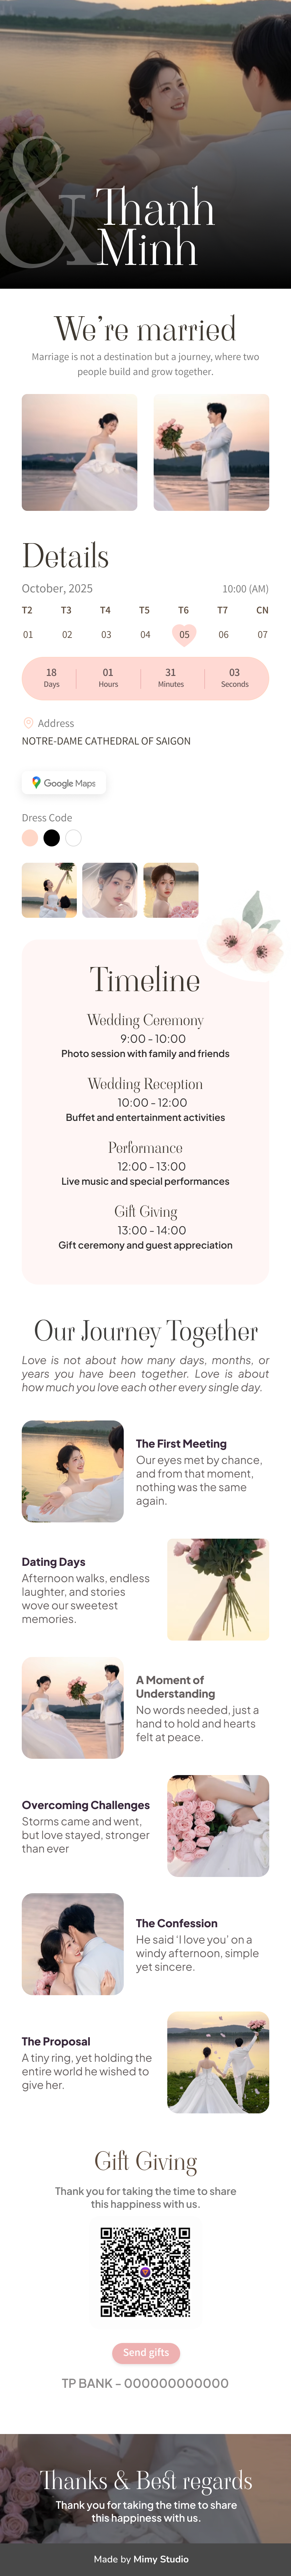 &
Thanh
Minh
We're married
Marriage is not a destination but a journey, where two
people build and grow together.
Details
October, 2025
10:00 (AM)
T2 T3 T4 T5 T6 T7 CN
01 02 03 04 05 06 07
18 01 31 03
Days Hours Minutes Seconds
Address
NOTRE-DAME CATHEDRAL OF SAIGON
Google Maps
Dress Code
Timeline
Wedding Ceremony
9:00 - 10:00
Photo session with family and friends
Wedding Reception
10:00 - 12:00
Buffet and entertainment activities
Performance
12:00 - 13:00
Live music and special performances
Gift Giving
13:00 - 14:00
Gift ceremony and guest appreciation
Our Journey Together
Love is not about how many days, months, or
years you have been together. Love is about
how much you love each other every single day.
The First Meeting
Our eyes met by chance,
and from that moment,
nothing was the same
again.
Dating Days
Afternoon walks, endless
laughter, and stories
wove our sweetest
memories.
A Moment of
Understanding
No words needed, just a
hand to hold and hearts
felt at peace.
Overcoming Challenges
Storms came and went,
but love stayed, stronger
than ever
The Confession
He said 'I love you' on a
windy afternoon, simple
yet sincere.
The Proposal
A tiny ring, yet holding the
entire world he wished to
give her.
Gift Giving
Thank you for taking the time to share
this happiness with us.
Send gifts
TP BANK - 000000000000
Thanks & Best regards
Thank you for taking the time to share
this happiness with us.
Made by Mimy Studio